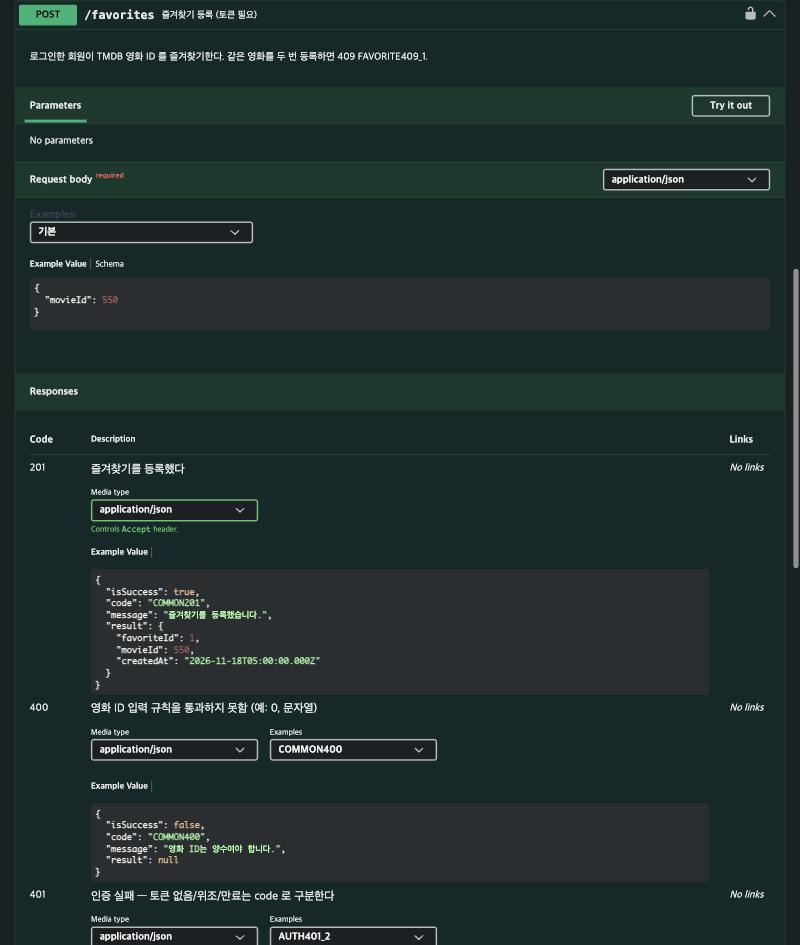 POST /favorites 즐겨찾기 등록 (토큰 필요)
로그인한 회원이 TMDB 영화 ID 를 즐겨찾기한다. 같은 영화를 두 번 등록하면 409 FAVORITE409_1.
Parameters
Try it out
No parameters
Request body required
application/json
Examples:
기본
Example Value Schema
{
"movieId": 550
}
Responses
Code Description Links
201 즐겨찾기를 등록했다 No links
Media type
application/json
Controls Accept header.
Example Value
{
"isSuccess": true,
"code": "COMMON201",
"message": "즐겨찾기를 등록했습니다.",
"result": {
"favoriteId": 1,
"movieId": 550,
"createdAt": "2026-11-18T05:00:00.000Z"
}
}
400 영화 ID 입력 규칙을 통과하지 못함 (예: 0, 문자열) No links
Media type Examples
application/json COMMON400
Example Value
{
"isSuccess": false,
"code": "COMMON400",
"message": "영화 ID는 양수여야 합니다.",
"result": null
}
401 인증 실패 — 토큰 없음/위조/만료는 code 로 구분한다 No links
Media type Examples
application/json AUTH401_2